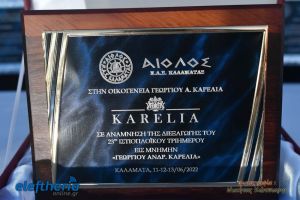 ΑΙΟΛΟΣ
Ν.Α.Σ. ΚΑΛΑΜΑΤΑΣ
ΣΤΗΝ ΟΙΚΟΓΕΝΕΙΑ ΓΕΩΡΓΙΟΥ Α. ΚΑΡΕΛΙΑ
KARELIA
ΣΕ ΑΝΑΜΝΗΣΗ ΤΗΣ ΔΙΕΞΑΓΩΓΗΣ ΤΟΥ
23ου ΙΣΤΙΟΠΛΟΪΚΟΥ ΤΡΙΗΜΕΡΟΥ
ΕΙΣ ΜΝΗΜΗΝ
«ΓΕΩΡΓΙΟΥ ΑΝΔΡ. ΚΑΡΕΛΙΑ»
ΚΑΛΑΜΑΤΑ, 11-12-13/06/2022
eleftheria
online